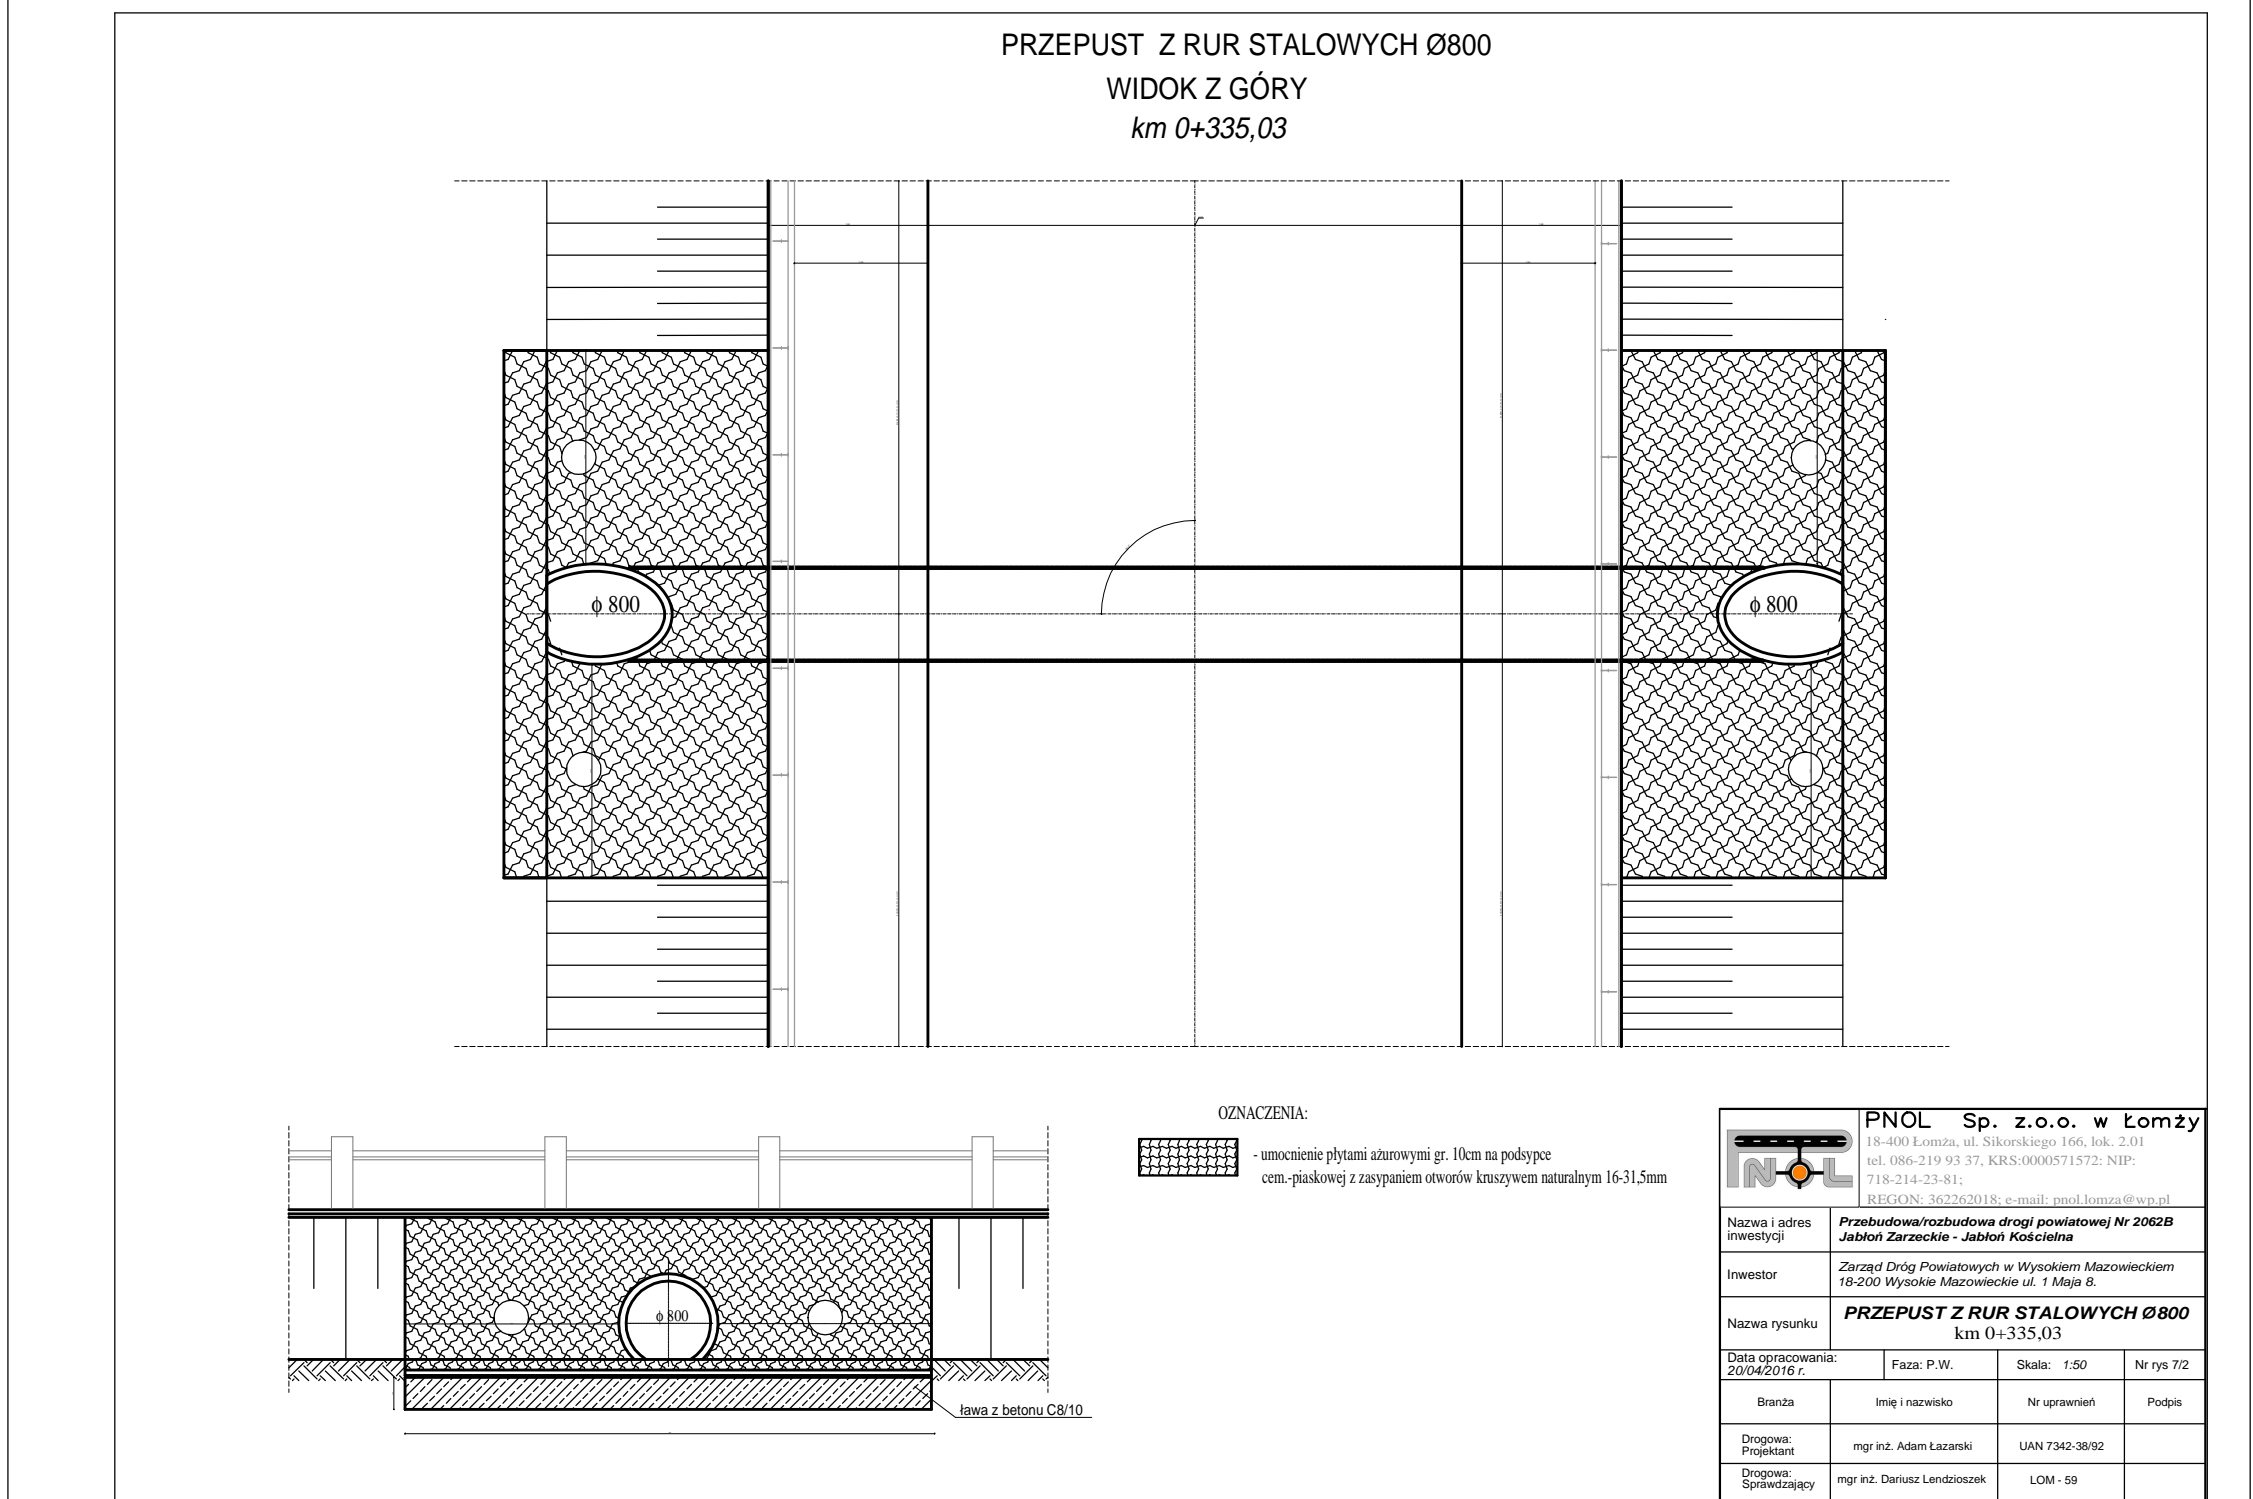 PRZEPUST Z RUR STALOWYCH Ø800
WIDOK Z GÓRY
km 0+335,03
ϕ 800
ϕ 800
OZNACZENIA:
- umocnienie płytami ażurowymi gr. 10cm na podsypce
cem.-piaskowej z zasypaniem otworów kruszywem naturalnym 16-31,5mm
ϕ 800
ława z betonu C8/10
PNOL
PNOL Sp. z.o.o. w Łomży
18-400 Łomża, ul. Sikorskiego 166, lok. 2.01
tel. 086-219 93 37, KRS:0000571572: NIP:
718-214-23-81;
REGON: 362262018; e-mail: pnol.lomza@wp.pl
Nazwa i adres
inwestycji
Przebudowa/rozbudowa drogi powiatowej Nr 2062B
Jabłoń Zarzeckie - Jabłoń Kościelna
Inwestor
Zarząd Dróg Powiatowych w Wysokiem Mazowieckiem
18-200 Wysokie Mazowieckie ul. 1 Maja 8.
Nazwa rysunku
PRZEPUST Z RUR STALOWYCH Ø800
km 0+335,03
Data opracowania:
20/04/2016 r.
Faza: P.W.
Skala: 1:50
Nr rys 7/2
Branża
Imię i nazwisko
Nr uprawnień
Podpis
Drogowa:
Projektant
mgr inż. Adam Łazarski
UAN 7342-38/92
Drogowa:
Sprawdzający
mgr inż. Dariusz Lendzioszek
LOM - 59